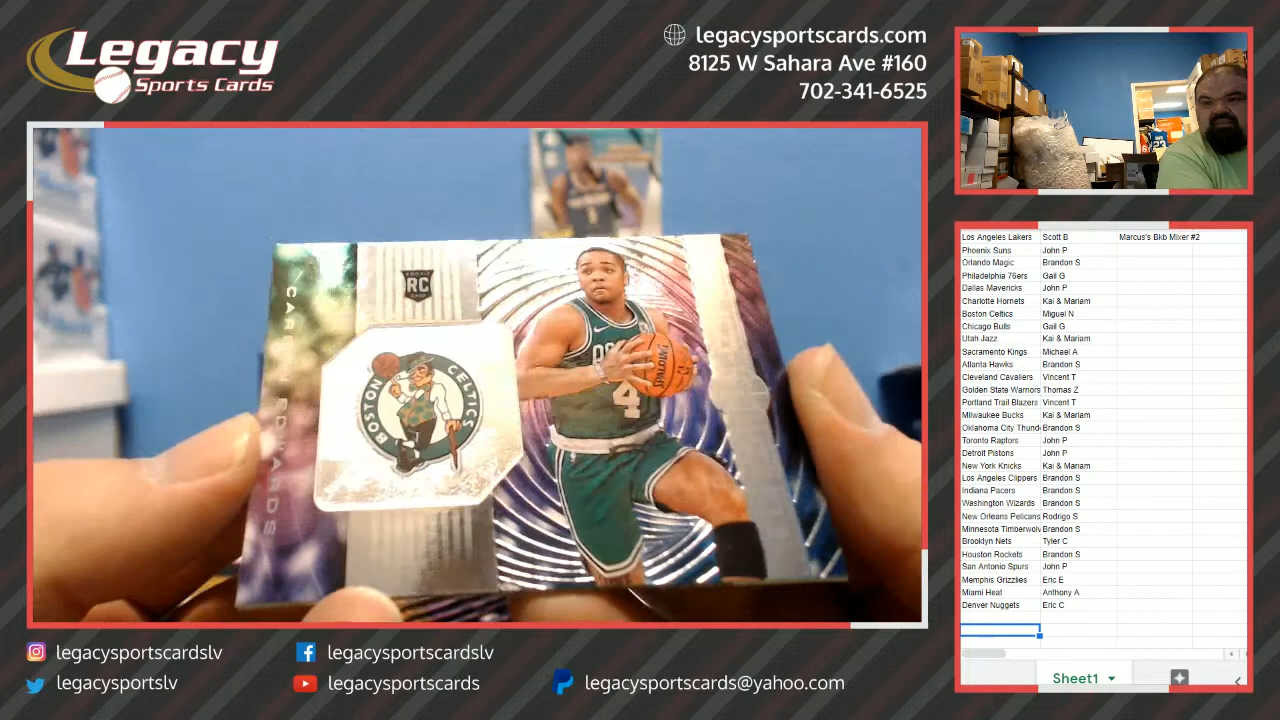 Legacy
Sports Cards
legacysportscards.com
8125 W Sahara Ave #160
702-341-6525
CARSEN EDWARDS
ROOKIE
RC
BOSTON CELTICS
SPALDING
4
Los Angeles Lakers Scott B Marcus's Bkb Mixer #2
Phoenix Suns John P
Orlando Magic Brandon S
Philadelphia 76ers Gail G
Dallas Mavericks John P
Charlotte Hornets Kai & Mariam
Boston Celtics Miguel N
Chicago Bulls Gail G
Utah Jazz Kai & Mariam
Sacramento Kings Michael A
Atlanta Hawks Brandon S
Cleveland Cavaliers Vincent T
Golden State Warriors Thomas Z
Portland Trail Blazers Vincent T
Milwaukee Bucks Kai & Mariam
Oklahoma City Thund Brandon S
Toronto Raptors John P
Detroit Pistons John P
New York Knicks Kai & Mariam
Los Angeles Clippers Brandon S
Indiana Pacers Brandon S
Washington Wizards Brandon S
New Orleans Pelicans Rodrigo S
Minnesota Timberwolv Brandon S
Brooklyn Nets Tyler C
Houston Rockets Brandon S
San Antonio Spurs John P
Memphis Grizzlies Eric E
Miami Heat Anthony A
Denver Nuggets Eric C
Sheet1
legacysportscardslv
legacysportscardslv
legacysportslv
legacysportscards
legacysportscards@yahoo.com